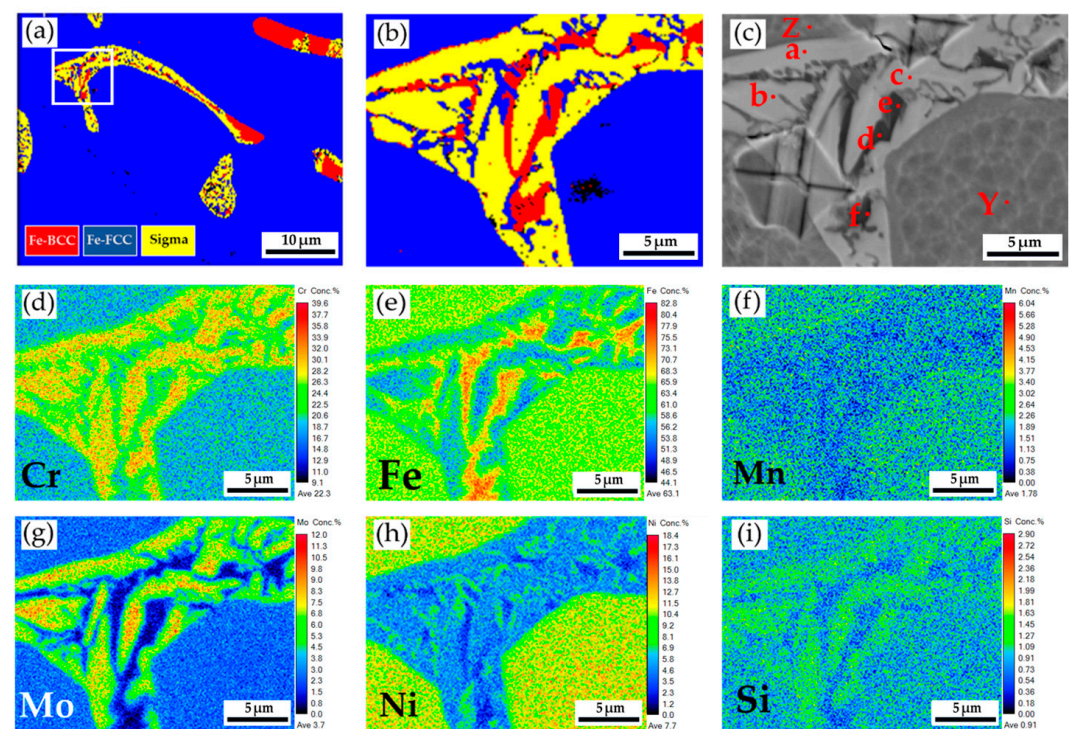 (a)
Fe-BCC Fe-FCC Sigma
10 µm
(b)
5 µm
(c)
Z
a
b
c
e
d
f
Y
5 µm
(d)
Cr
5 µm
Cr Conc.%
39.6
37.7
35.8
33.9
32.0
30.1
28.2
26.3
24.4
22.5
20.6
18.7
16.7
14.8
12.9
11.0
9.1
Ave 22.3
(e)
Fe
5 µm
Fe Conc.%
82.8
80.4
77.9
75.5
73.1
70.7
68.3
65.9
63.4
61.0
58.6
56.2
53.8
51.3
48.9
46.5
44.1
Ave 63.1
(f)
Mn
5 µm
Mn Conc.%
6.04
5.66
5.28
4.90
4.53
4.15
3.77
3.40
3.02
2.64
2.26
1.89
1.51
1.13
0.75
0.38
0.00
Ave 1.78
(g)
Mo
5 µm
Mo Conc.%
12.0
11.3
10.5
9.8
9.0
8.3
7.5
6.8
6.0
5.3
4.5
3.8
3.0
2.3
1.5
0.8
0.0
Ave 3.7
(h)
Ni
5 µm
Ni Conc.%
18.4
17.3
16.1
15.0
13.8
12.7
11.5
10.4
9.2
8.1
6.9
5.8
4.6
3.5
2.3
1.2
0.0
Ave 7.7
(i)
Si
5 µm
Si Conc.%
2.90
2.72
2.54
2.36
2.18
1.99
1.81
1.63
1.45
1.27
1.09
0.91
0.73
0.54
0.36
0.18
0.00
Ave 0.91